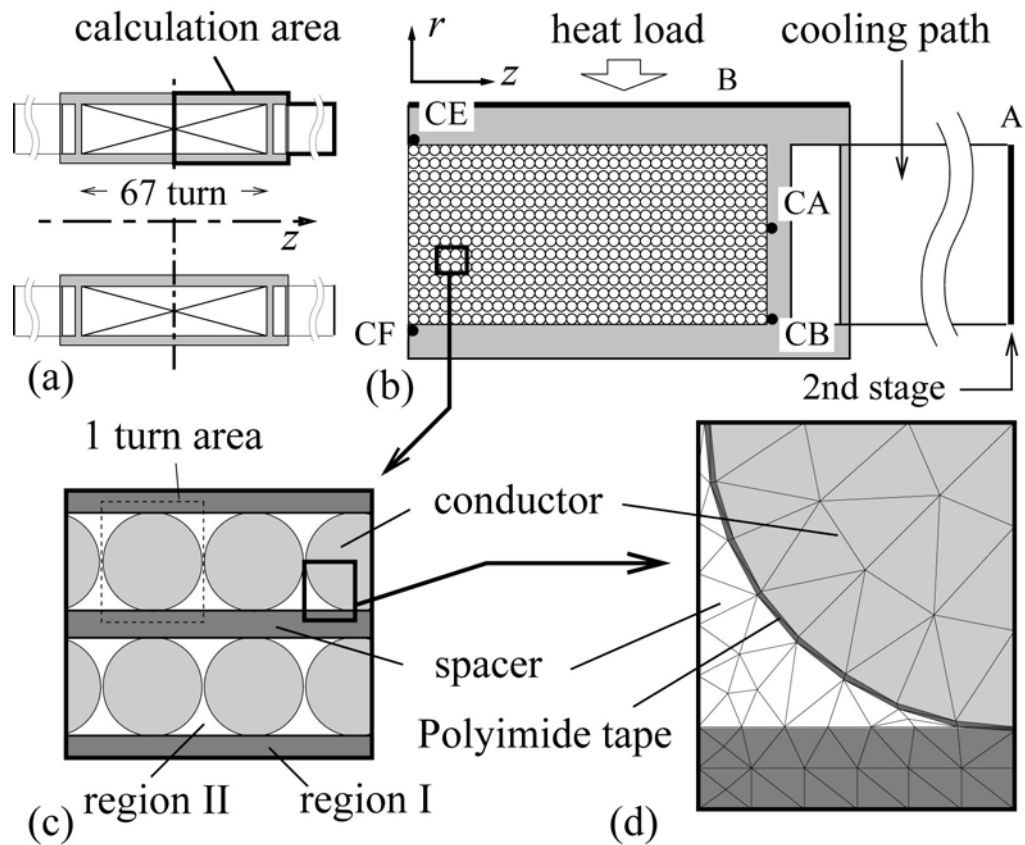 calculation area
67 turn
z
(a)
r
z
heat load
cooling path
B
A
CE
CA
CF
CB
(b)
2nd stage
1 turn area
conductor
spacer
Polyimide tape
region II
region I
(c)
(d)